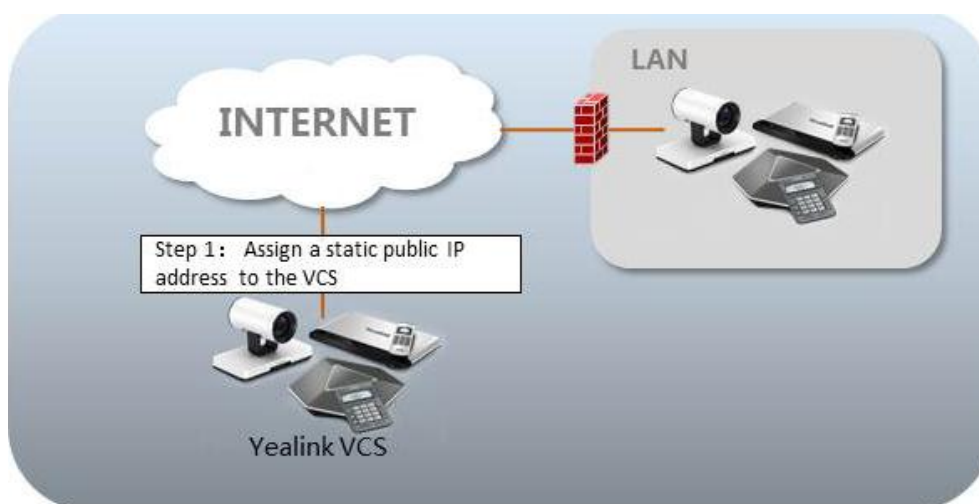 LAN
INTERNET
Step 1: Assign a static public IP
address to the VCS
Yealink VCS